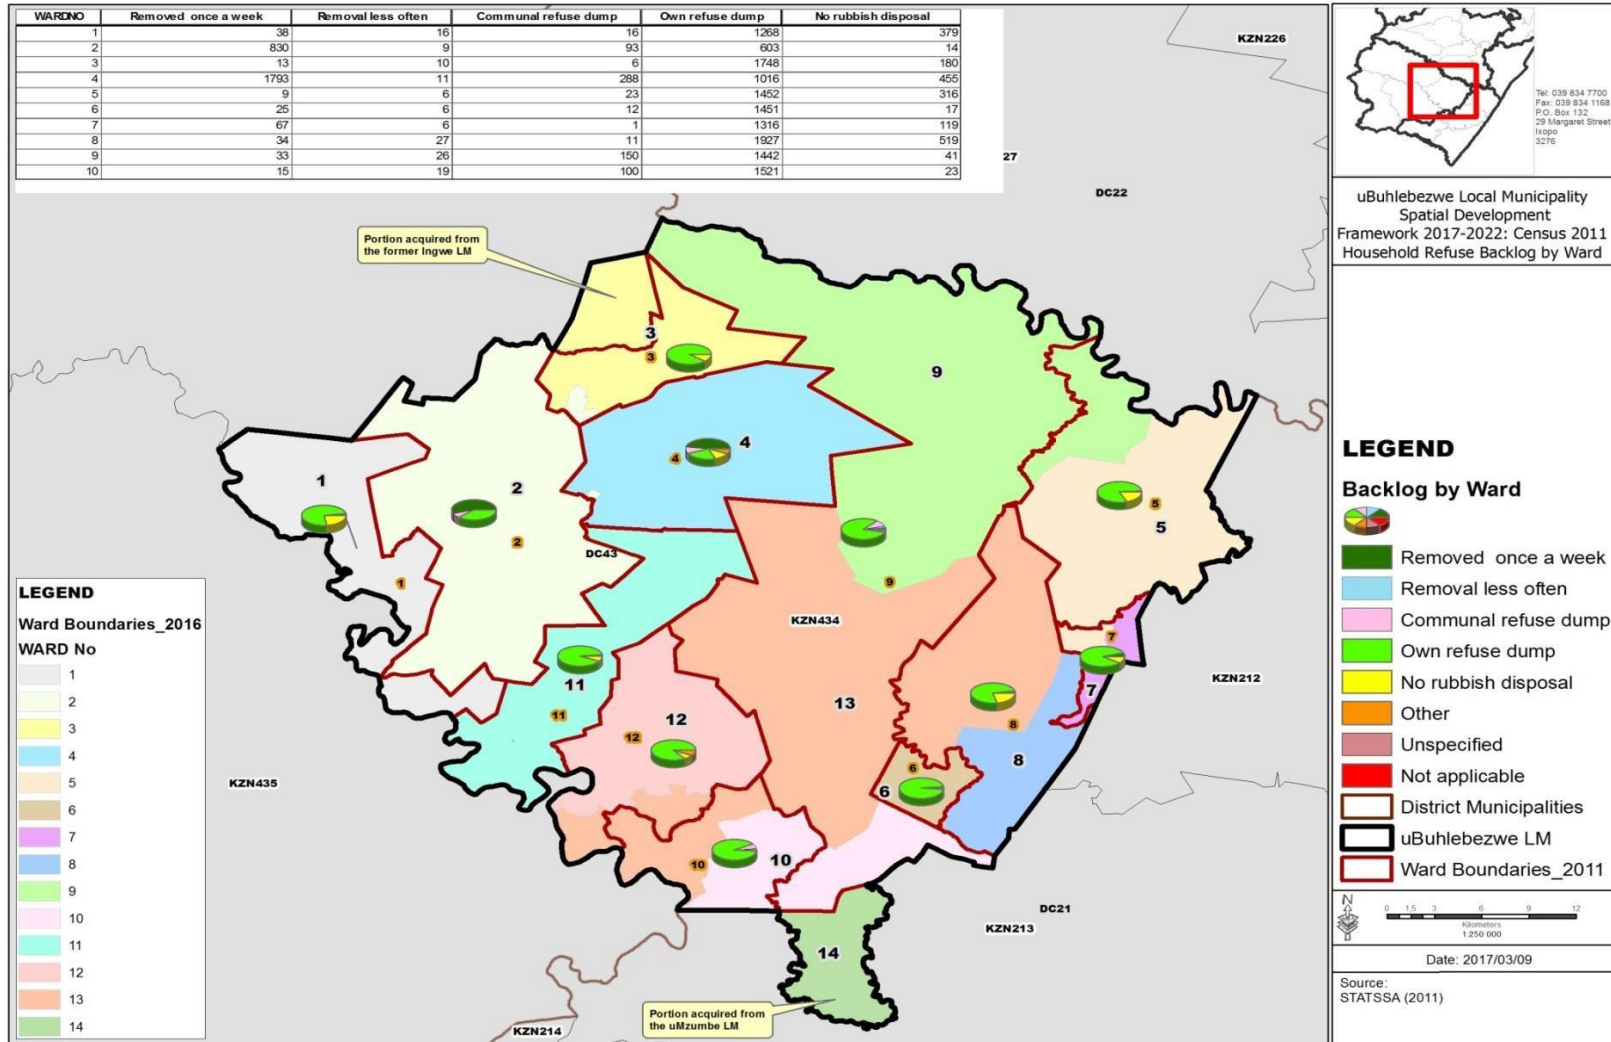 WARDNO Removed once a week Removal less often Communal refuse dump Own refuse dump No rubbish disposal
1 38 16 16 1268 379
2 830 9 93 603 14
3 13 10 6 1748 180
4 1793 11 288 1016 455
5 9 6 23 1452 316
6 25 6 12 1451 17
7 67 6 1 1316 119
8 34 27 11 1927 519
9 33 26 150 1442 41
10 15 19 100 1521 23
KZN226
27
DC22
Portion acquired from
the former Ingwe LM
3
3
9
4
4
1
2
5
5
2
DC43
1
9
KZN434
7
11
7
13
12
11
12
8
8
6
6
10
10
KZN212
KZN435
DC21
KZN213
14
Portion acquired from
the uMzumbe LM
KZN214
LEGEND
Ward Boundaries_2016
WARD No
1
2
3
4
5
6
7
8
9
10
11
12
13
14
Tel: 039 834 7700
Fax: 039 834 1168
P.O. Box 132
29 Margaret Street
Ixopo
3276
uBuhlebezwe Local Municipality
Spatial Development
Framework 2017-2022: Census 2011
Household Refuse Backlog by Ward
LEGEND
Backlog by Ward
Removed once a week
Removal less often
Communal refuse dump
Own refuse dump
No rubbish disposal
Other
Unspecified
Not applicable
District Municipalities
uBuhlebezwe LM
Ward Boundaries_2011
N
0 1,5 3 6 9 12
Kilometers
1:250 000
Date: 2017/03/09
Source:
STATSSA (2011)